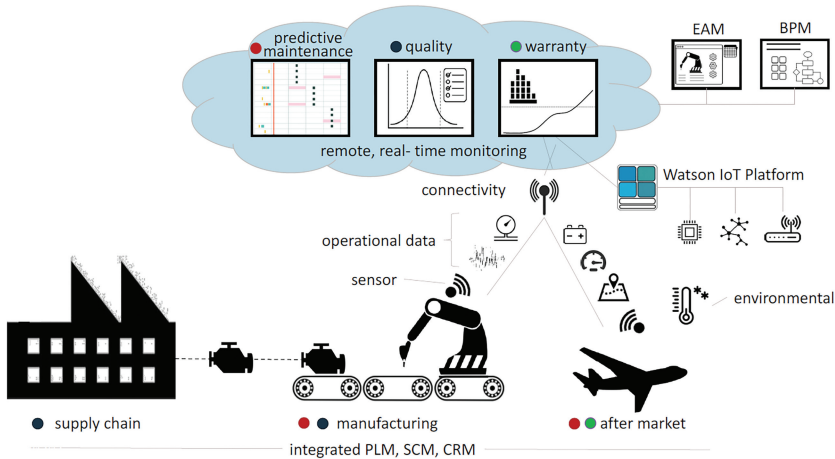 predictive
maintenance
quality
warranty
EAM
BPM
remote, real- time monitoring
connectivity
Watson IoT Platform
operational data
sensor
environmental
supply chain
manufacturing
after market
integrated PLM, SCM, CRM